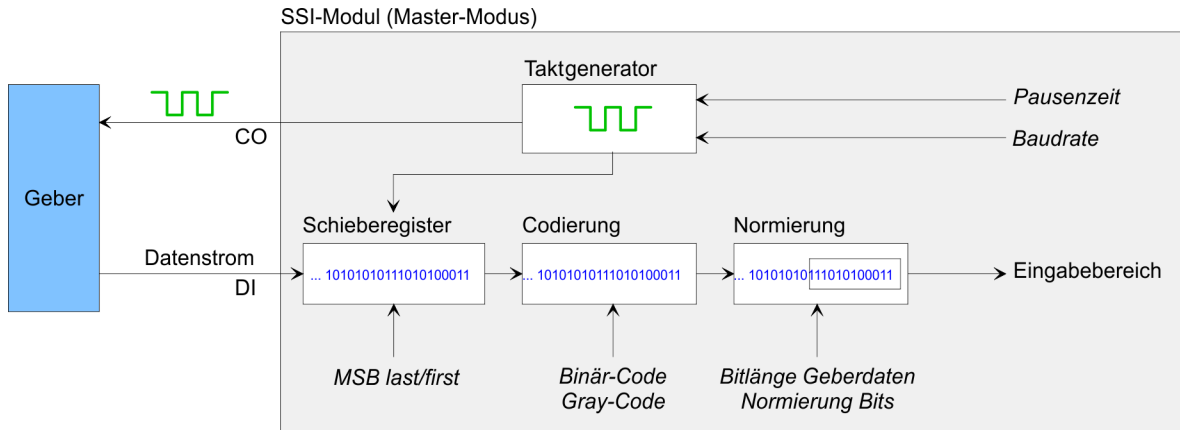 SSI-Modul (Master-Modus)
Taktgenerator
Pausenzeit
CO
Baudrate
Geber
Schieberegister
Codierung
Normierung
Datenstrom
... 10101010111010100011
... 10101010111010100011
... 10101010111010100011
Eingabebereich
DI
MSB last/first
Binär-Code
Gray-Code
Bitlänge Geberdaten
Normierung Bits